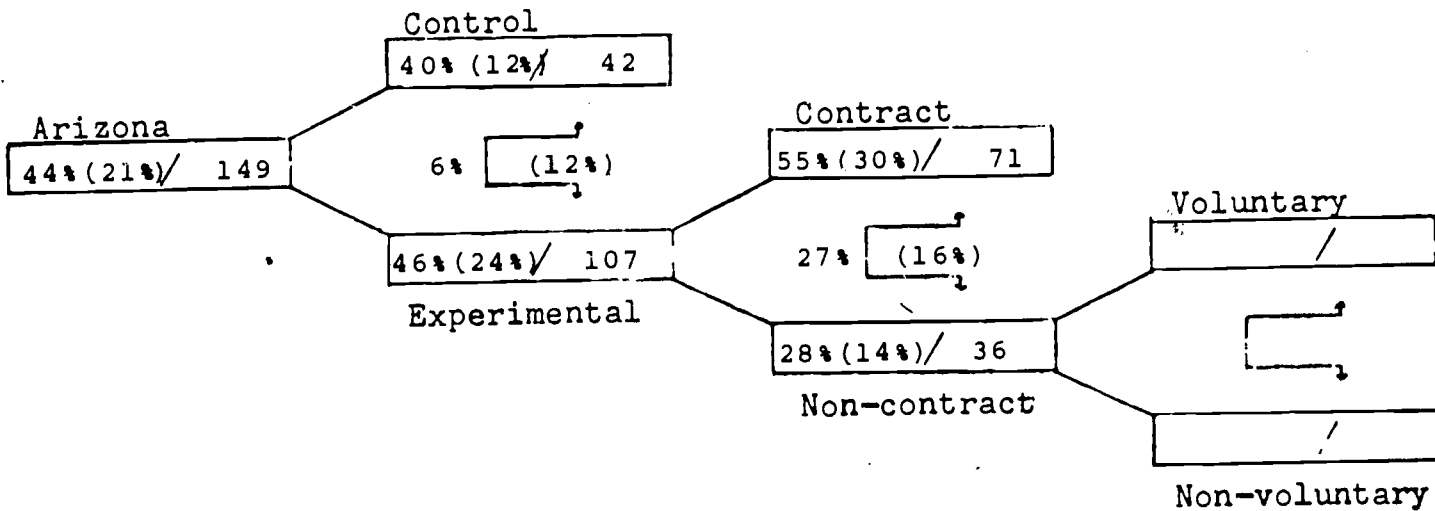 Control
40% (12%) / 42
Arizona
44% (21%) / 149
6% (12%)
Contract
55% (30%) / 71
46% (24%) / 107
Experimental
27% (16%)
Voluntary
/
28% (14%) / 36
Non-contract
/
Non-voluntary